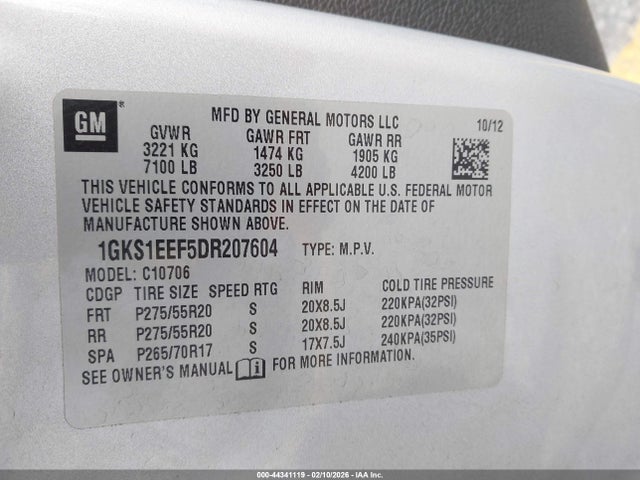 GM
MFD BY GENERAL MOTORS LLC
10/12
GVWR GAWR FRT GAWR RR
3221 KG 1474 KG 1905 KG
7100 LB 3250 LB 4200 LB
THIS VEHICLE CONFORMS TO ALL APPLICABLE U.S. FEDERAL MOTOR
VEHICLE SAFETY STANDARDS IN EFFECT ON THE DATE OF
MANUFACTURE SHOWN ABOVE.
1GKS1EEF5DR207604 TYPE: M.P.V.
MODEL: C10706
CDGP TIRE SIZE SPEED RTG RIM COLD TIRE PRESSURE
FRT P275/55R20 S 20X8.5J 220KPA(32PSI)
RR P275/55R20 S 20X8.5J 220KPA(32PSI)
SPA P265/70R17 S 17X7.5J 240KPA(35PSI)
SEE OWNER'S MANUAL i FOR MORE INFORMATION.
000-44341119 - 02/10/2026 - IAA Inc.